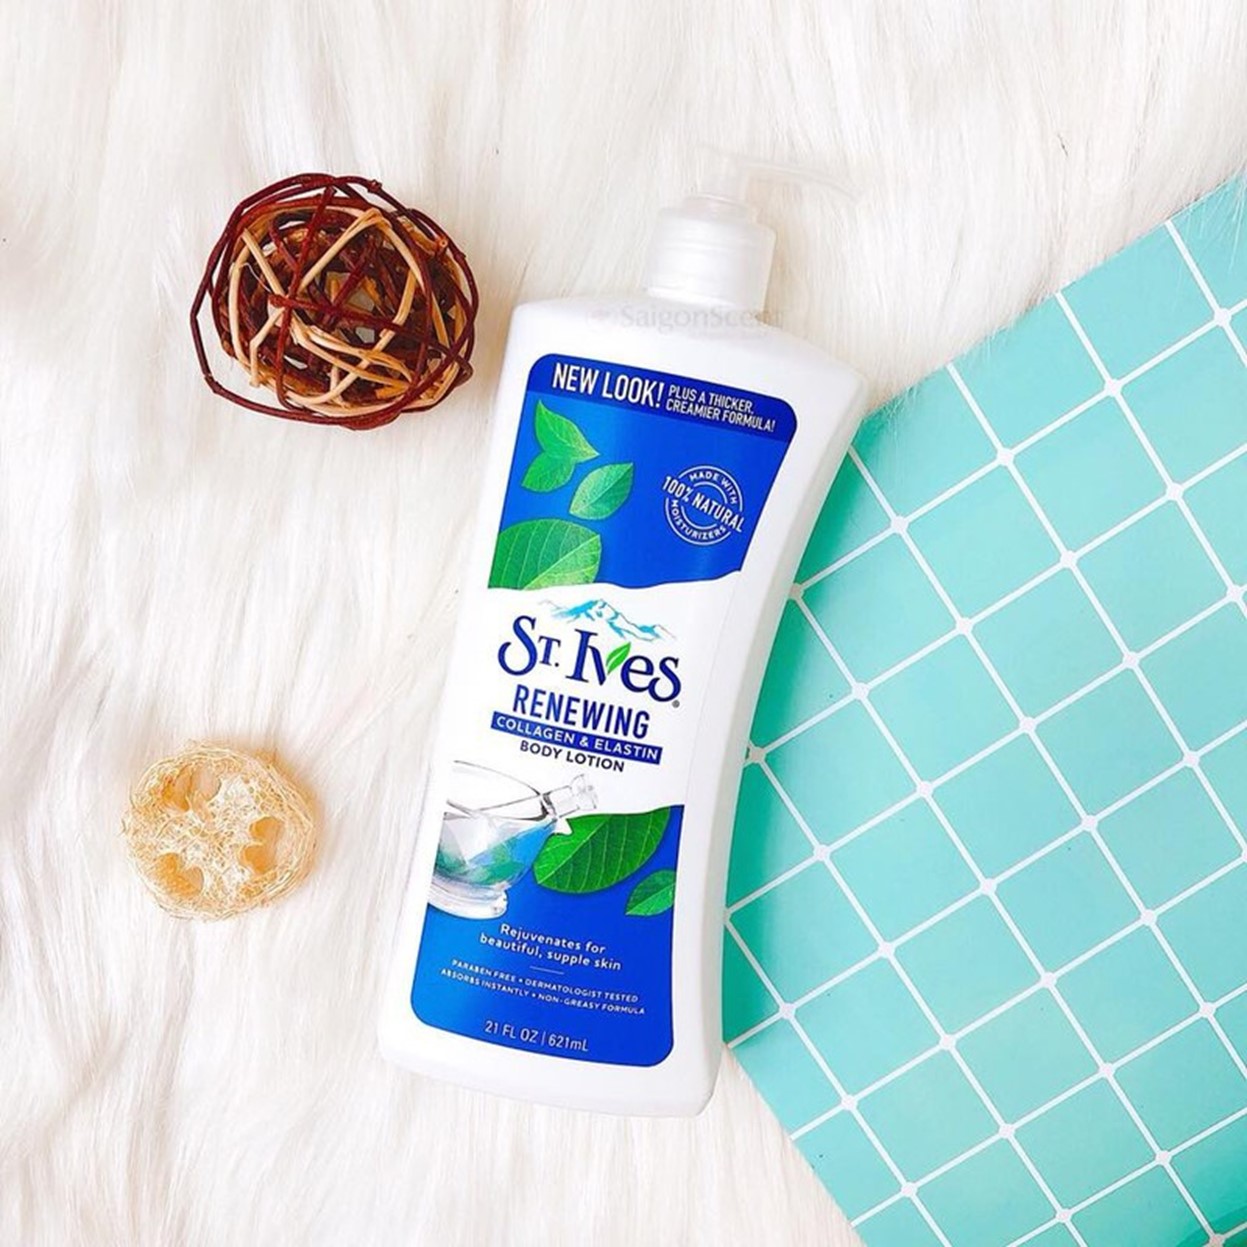 SaigonScent
NEW LOOK! PLUS A THICKER,
CREAMIER FORMULA!
MADE WITH
100% NATURAL
MOISTURIZERS
ST. Ives®
RENEWING
COLLAGEN & ELASTIN
BODY LOTION
Rejuvenates for
beautiful, supple skin
PARABEN FREE • DERMATOLOGIST TESTED
ABSORBS INSTANTLY • NON-GREASY FORMULA
21 FL OZ | 621mL